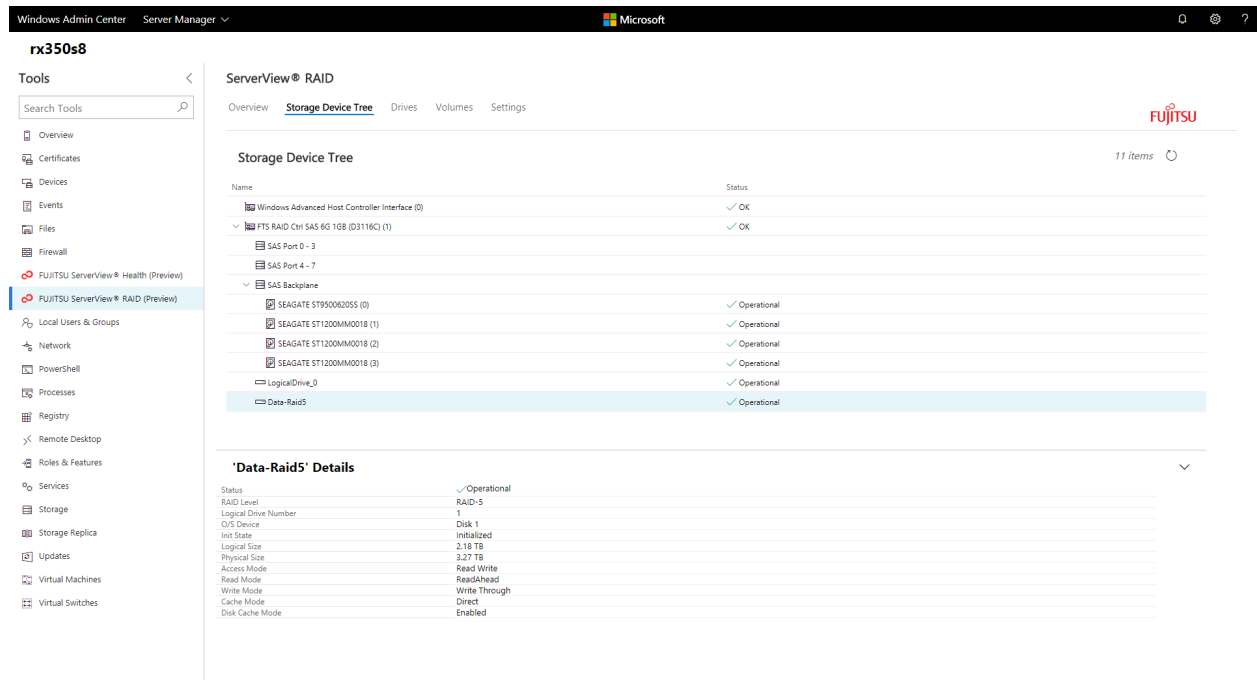 Windows Admin Center Server Manager
Microsoft
?
rx350s8
Tools
Search Tools
Overview
Certificates
Devices
Events
Files
Firewall
FUJITSU ServerView® Health (Preview)
FUJITSU ServerView® RAID (Preview)
Local Users & Groups
Network
PowerShell
Processes
Registry
Remote Desktop
Roles & Features
Services
Storage
Storage Replica
Updates
Virtual Machines
Virtual Switches
ServerView® RAID
Overview Storage Device Tree Drives Volumes Settings
FUJITSU
Storage Device Tree
11 items
Name Status
Windows Advanced Host Controller Interface (0) OK
FTS RAID Ctrl SAS 6G 1GB (D3116C) (1) OK
SAS Port 0 - 3
SAS Port 4 - 7
SAS Backplane
SEAGATE ST9500620SS (0) Operational
SEAGATE ST1200MM0018 (1) Operational
SEAGATE ST1200MM0018 (2) Operational
SEAGATE ST1200MM0018 (3) Operational
LogicalDrive_0 Operational
Data-Raid5 Operational
'Data-Raid5' Details
Status Operational
RAID Level RAID-5
Logical Drive Number 1
O/S Device Disk 1
Init State Initialized
Logical Size 2.18 TB
Physical Size 3.27 TB
Access Mode Read Write
Read Mode ReadAhead
Write Mode Write Through
Cache Mode Direct
Disk Cache Mode Enabled